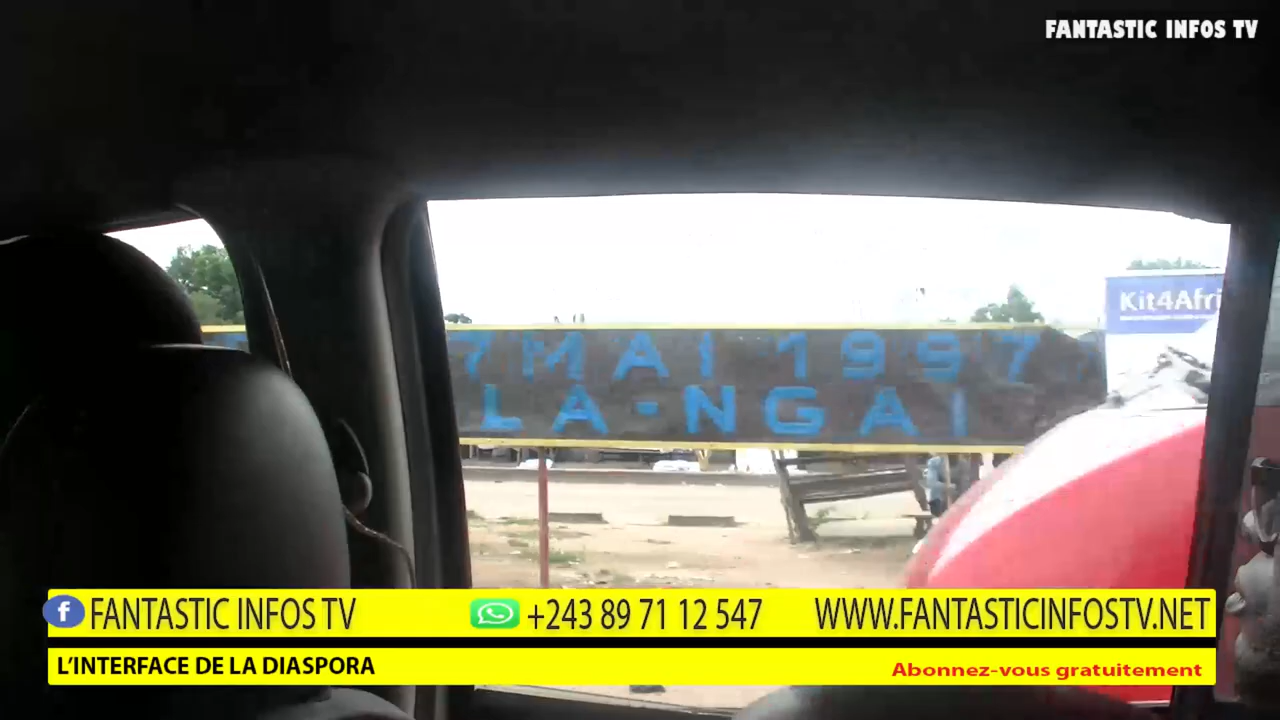 FANTASTIC INFOS TV
Kit4Afri
7 MAI 1997
LA-NGAI
FANTASTIC INFOS TV
+243 89 71 12 547
WWW.FANTASTICINFOSTV.NET
L'INTERFACE DE LA DIASPORA
Abonnez-vous gratuitement